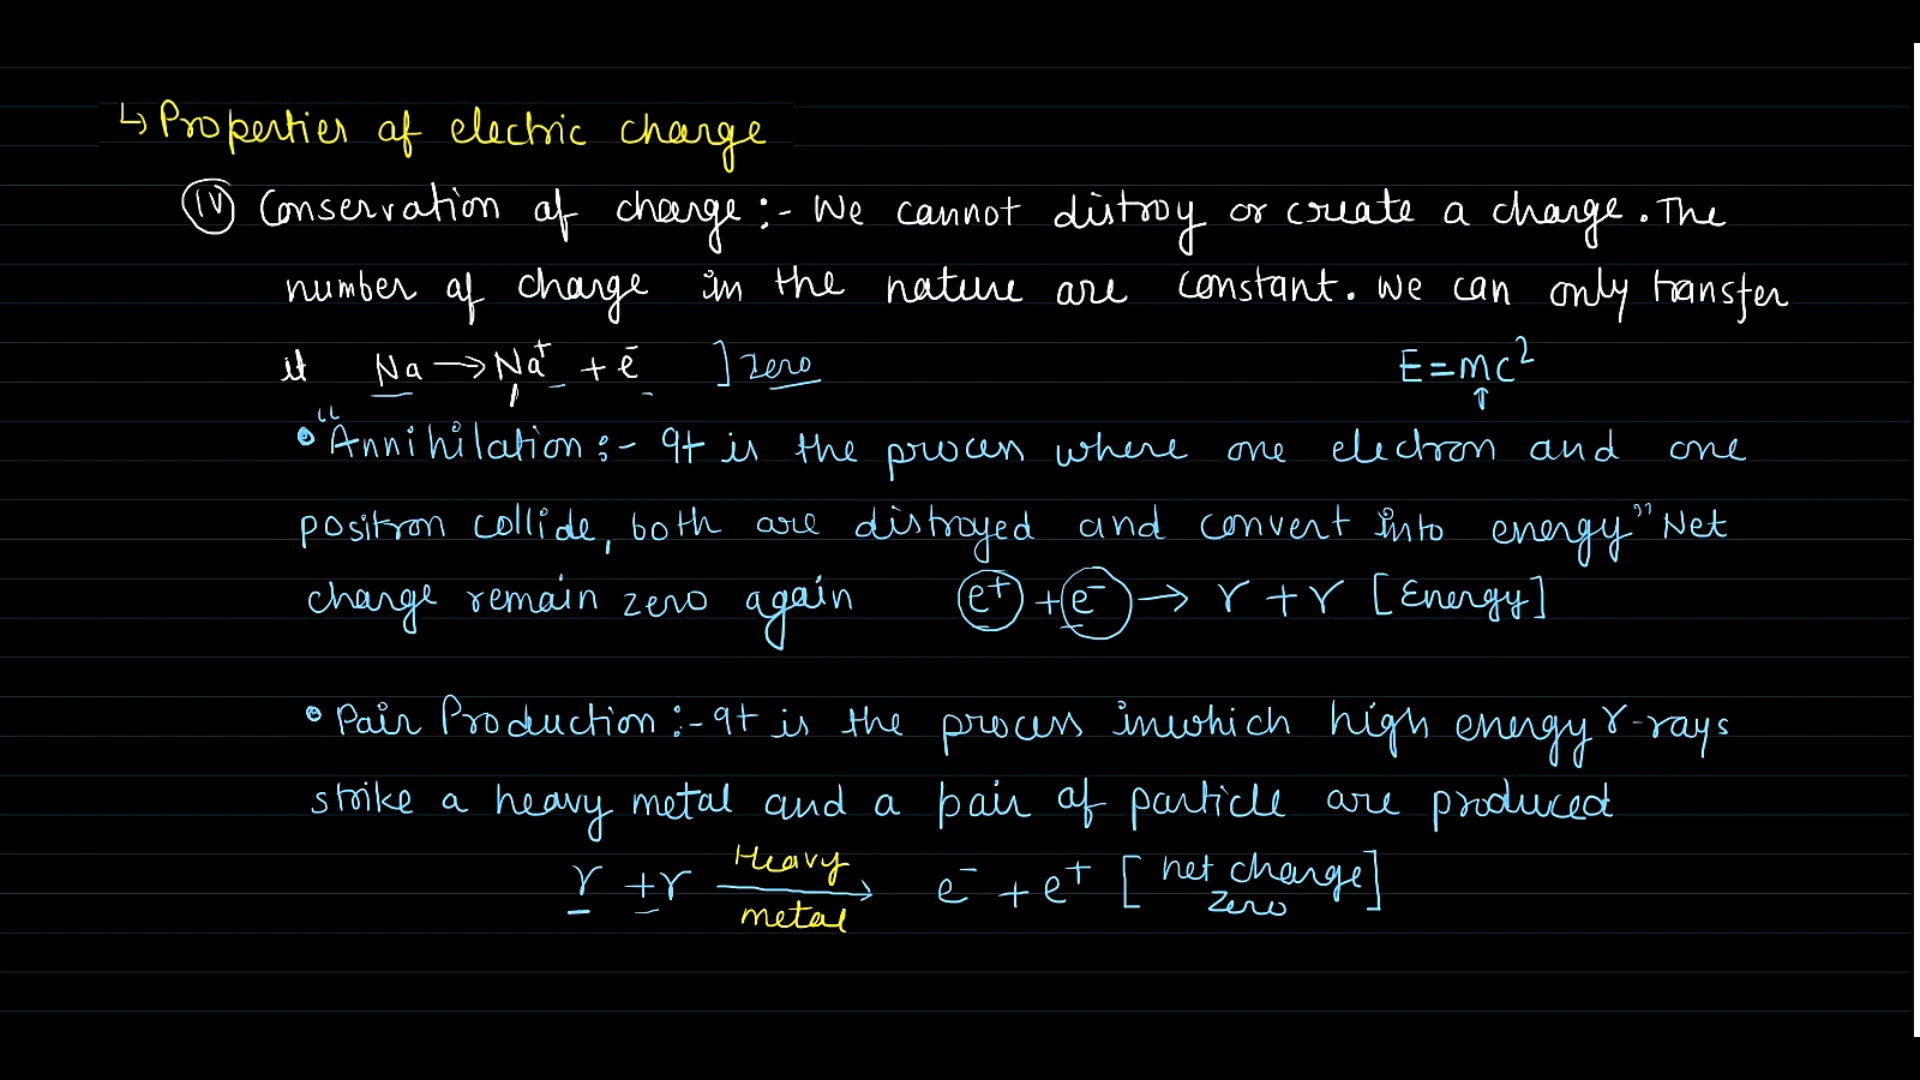 ↳ Properties of electric charge
(IV) Conservation of charge :- We cannot distroy or create a charge. The
number of charge in the nature are constant. We can only transfer
it Na → Na⁺ + e⁻ ] Zero E = mc²
• "Annihilation :- It is the process where one electron and one
positron collide, both are distroyed and convert into energy" Net
charge remain zero again e⁺ + e⁻ → γ + γ [Energy]
• Pair Production :- It is the process inwhich high energy γ-rays
strike a heavy metal and a pair of particle are produced
γ + γ Heavy metal → e⁻ + e⁺ [net charge zero]